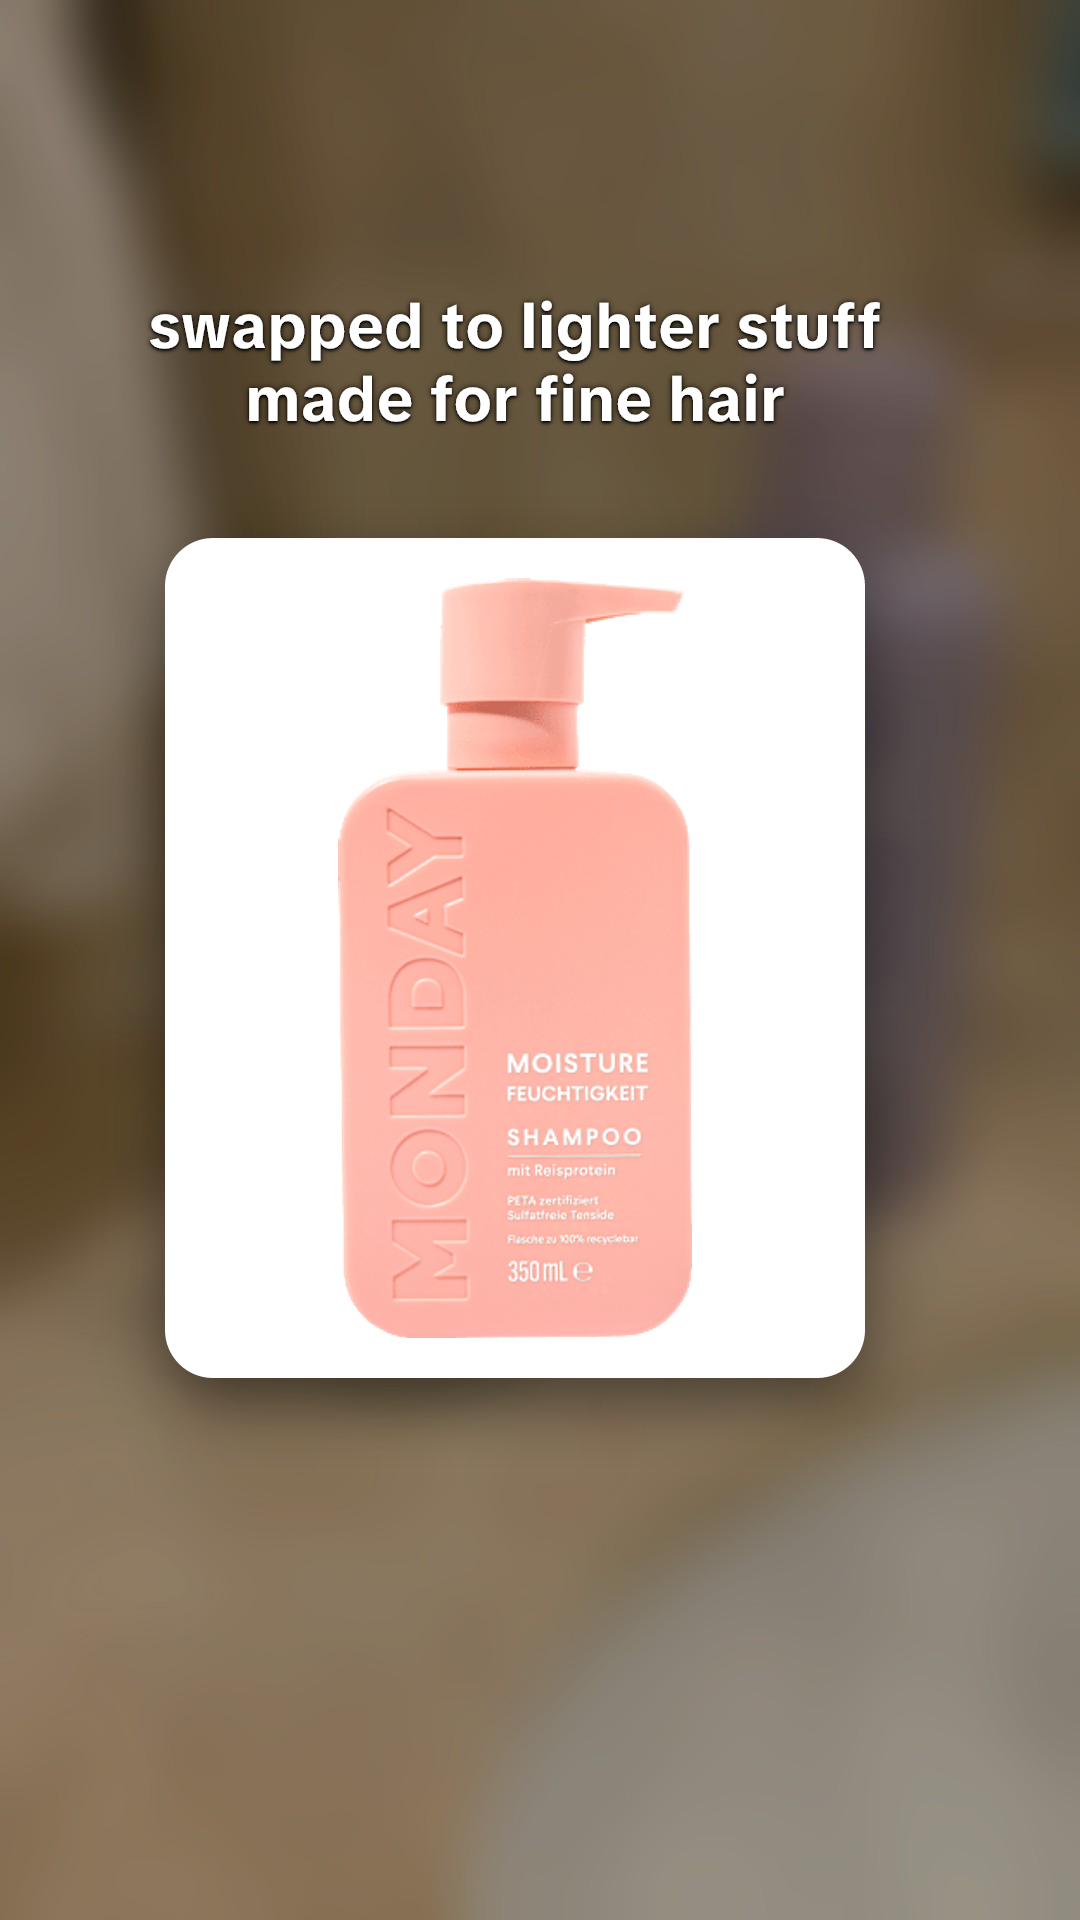 swapped to lighter stuff
made for fine hair
MONDAY
MOISTURE
FEUCHTIGKEIT
SHAMPOO
mit Reisprotein
PETA zertifiziert
Sulfatfreie Tenside
Flasche zu 100% recyclebar
350 mL ℮